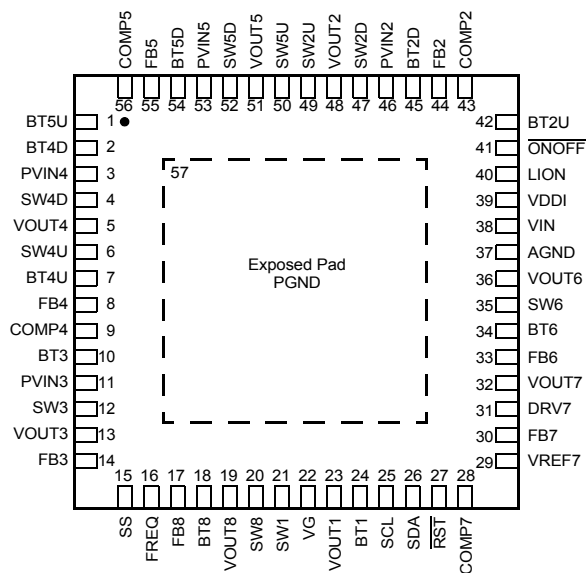 COMP5
FB5
BT5D
PVIN5
SW5D
VOUT5
SW5U
SW2U
VOUT2
SW2D
PVIN2
BT2D
FB2
COMP2
56 55 54 53 52 51 50 49 48 47 46 45 44 43
BT5U 1
BT4D 2
PVIN4 3
SW4D 4
VOUT4 5
SW4U 6
BT4U 7
FB4 8
COMP4 9
BT3 10
PVIN3 11
SW3 12
VOUT3 13
FB3 14
57
Exposed Pad
PGND
42 BT2U
41 ONOFF
40 LION
39 VDDI
38 VIN
37 AGND
36 VOUT6
35 SW6
34 BT6
33 FB6
32 VOUT7
31 DRV7
30 FB7
29 VREF7
15 16 17 18 19 20 21 22 23 24 25 26 27 28
SS
FREQ
FB8
BT8
VOUT8
SW8
SW1
VG
VOUT1
BT1
SCL
SDA
RST
COMP7